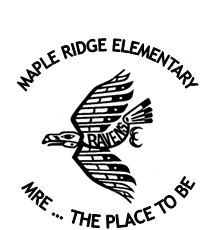 MAPLE RIDGE ELEMENTARY
RAVENS
MRE ... THE PLACE TO BE